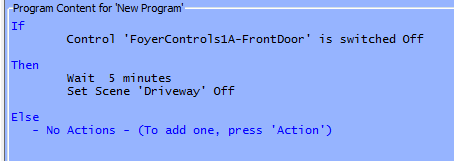 Program Content for 'New Program'
If
Control 'FoyerControls1A-FrontDoor' is switched Off
Then
Wait  5 minutes
Set Scene 'Driveway' Off
Else
- No Actions - (To add one, press 'Action')